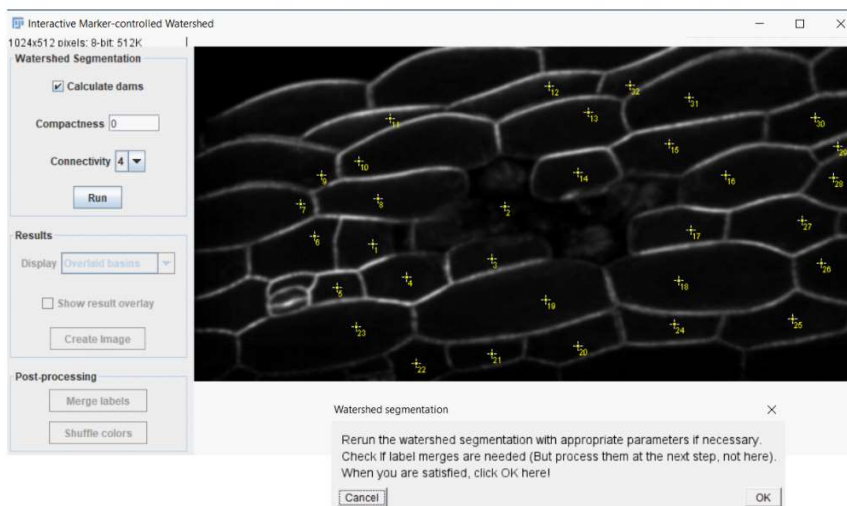 Interactive Marker-controlled Watershed
1024x512 pixels; 8-bit; 512K
Watershed Segmentation
Calculate dams
Compactness 0
Connectivity 4
Run
Results
Display Overlaid basins
Show result overlay
Create Image
Post-processing
Merge labels
Shuffle colors
32
12
31
11
13
30
15
29
10
9
14
16
28
8
7
2
27
17
6
1
3
26
4
18
5
19
25
24
23
20
21
22
Watershed segmentation
Rerun the watershed segmentation with appropriate parameters if necessary.
Check if label merges are needed (But process them at the next step, not here).
When you are satisfied, click OK here!
Cancel
OK